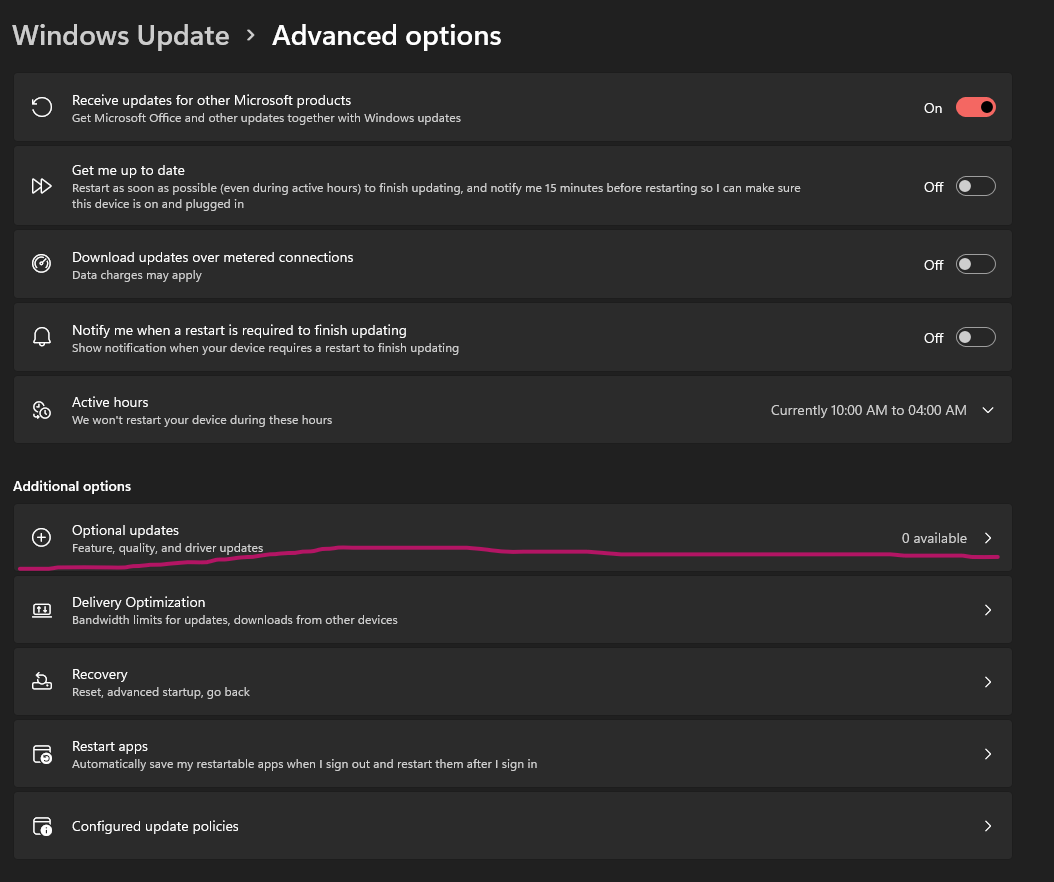 Windows Update > Advanced options
Receive updates for other Microsoft products
Get Microsoft Office and other updates together with Windows updates
On
Get me up to date
Restart as soon as possible (even during active hours) to finish updating, and notify me 15 minutes before restarting so I can make sure
this device is on and plugged in
Off
Download updates over metered connections
Data charges may apply
Off
Notify me when a restart is required to finish updating
Show notification when your device requires a restart to finish updating
Off
Active hours
We won't restart your device during these hours
Currently 10:00 AM to 04:00 AM
Additional options
Optional updates
Feature, quality, and driver updates
0 available
Delivery Optimization
Bandwidth limits for updates, downloads from other devices
Recovery
Reset, advanced startup, go back
Restart apps
Automatically save my restartable apps when I sign out and restart them after I sign in
Configured update policies